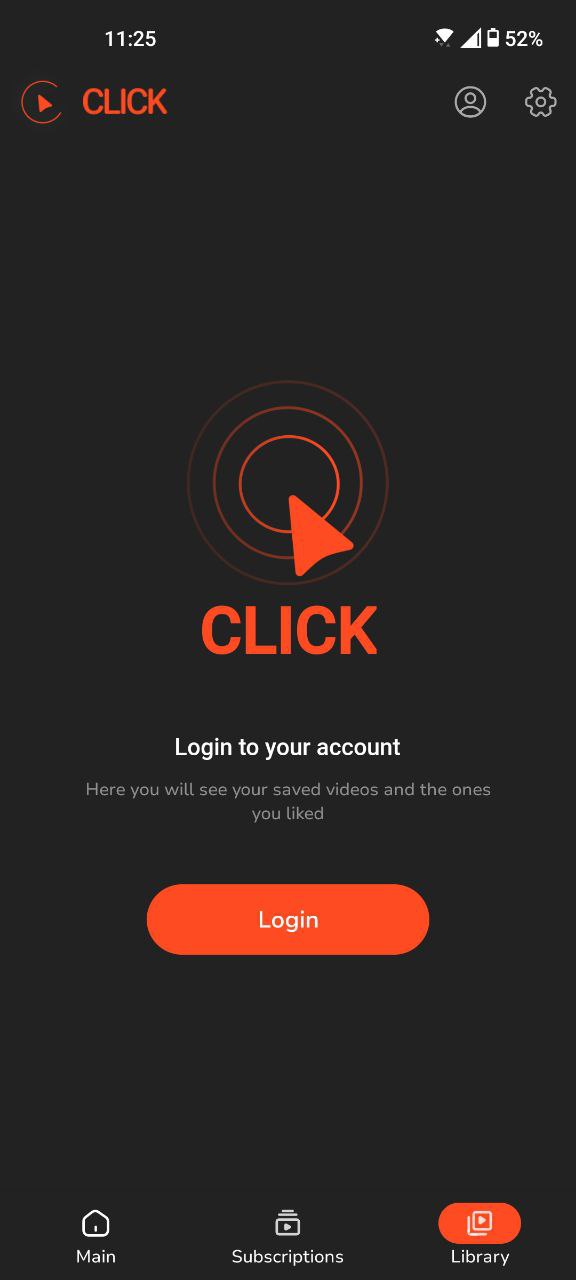 11:25
52%
CLICK
CLICK
Login to your account
Here you will see your saved videos and the ones
you liked
Login
Main
Subscriptions
Library